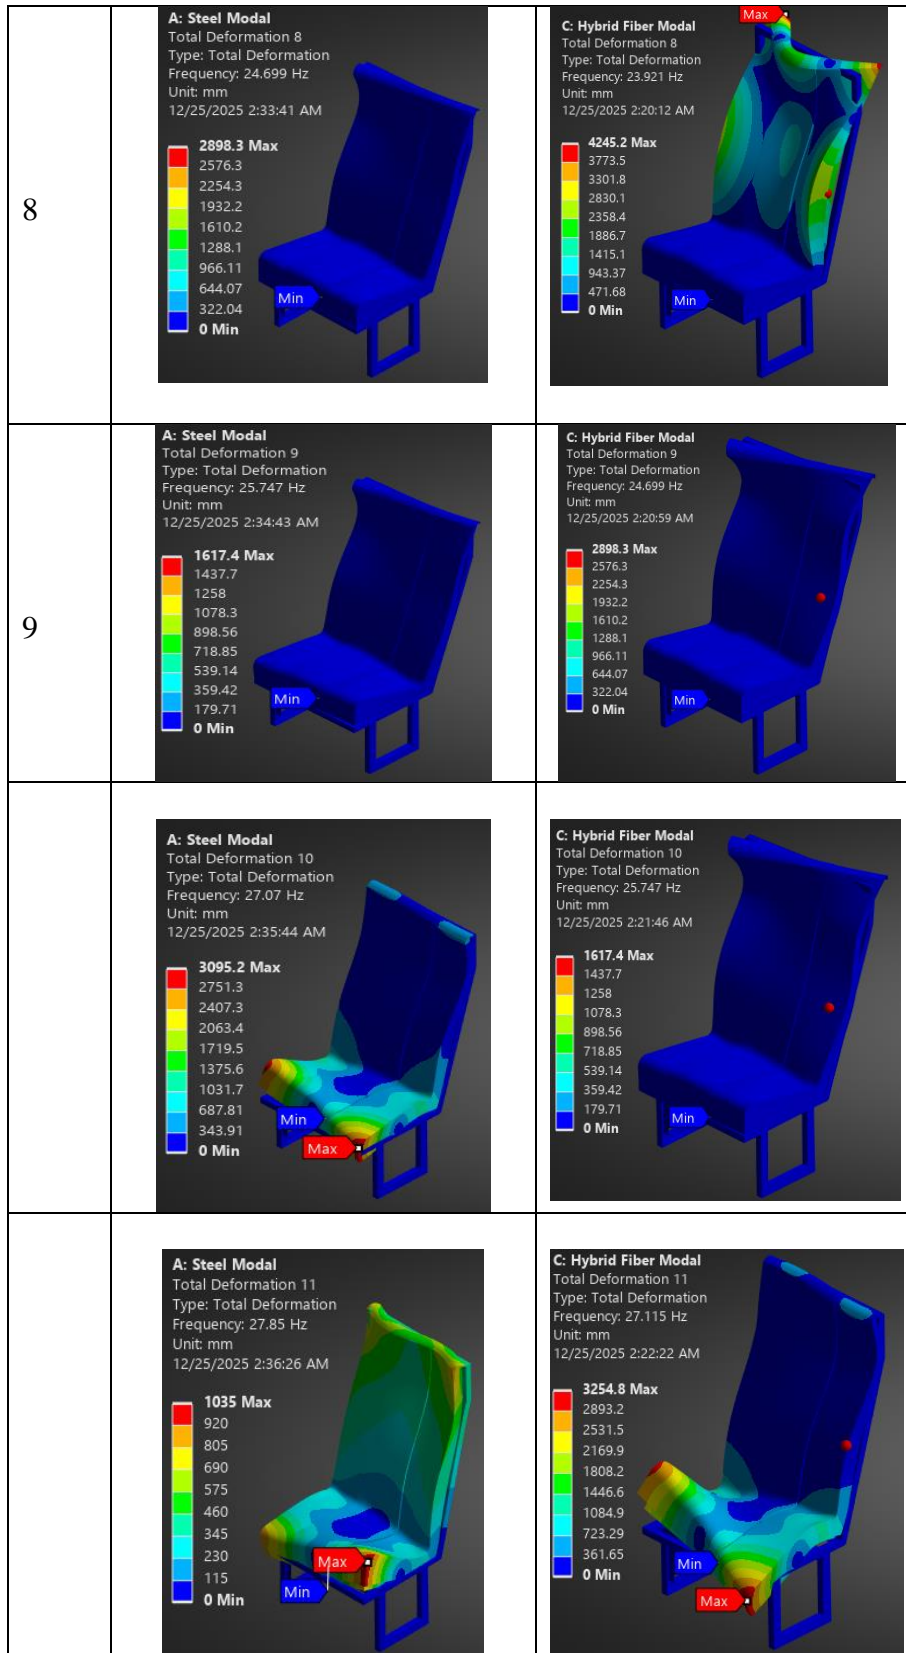 8
A: Steel Modal
Total Deformation 8
Type: Total Deformation
Frequency: 24.699 Hz
Unit: mm
12/25/2025 2:33:41 AM
2898.3 Max
2576.3
2254.3
1932.2
1610.2
1288.1
966.11
644.07
322.04
0 Min
Min
C: Hybrid Fiber Modal
Total Deformation 8
Type: Total Deformation
Frequency: 23.921 Hz
Unit: mm
12/25/2025 2:20:12 AM
4245.2 Max
3773.5
3301.8
2830.1
2358.4
1886.7
1415.1
943.37
471.68
0 Min
Max
Min
9
A: Steel Modal
Total Deformation 9
Type: Total Deformation
Frequency: 25.747 Hz
Unit: mm
12/25/2025 2:34:43 AM
1617.4 Max
1437.7
1258
1078.3
898.56
718.85
539.14
359.42
179.71
0 Min
Min
C: Hybrid Fiber Modal
Total Deformation 9
Type: Total Deformation
Frequency: 24.699 Hz
Unit: mm
12/25/2025 2:20:59 AM
2898.3 Max
2576.3
2254.3
1932.2
1610.2
1288.1
966.11
644.07
322.04
0 Min
Min
A: Steel Modal
Total Deformation 10
Type: Total Deformation
Frequency: 27.07 Hz
Unit: mm
12/25/2025 2:35:44 AM
3095.2 Max
2751.3
2407.3
2063.4
1719.5
1375.6
1031.7
687.81
343.91
0 Min
Min
Max
C: Hybrid Fiber Modal
Total Deformation 10
Type: Total Deformation
Frequency: 25.747 Hz
Unit: mm
12/25/2025 2:21:46 AM
1617.4 Max
1437.7
1258
1078.3
898.56
718.85
539.14
359.42
179.71
0 Min
Min
A: Steel Modal
Total Deformation 11
Type: Total Deformation
Frequency: 27.85 Hz
Unit: mm
12/25/2025 2:36:26 AM
1035 Max
920
805
690
575
460
345
230
115
0 Min
Max
Min
C: Hybrid Fiber Modal
Total Deformation 11
Type: Total Deformation
Frequency: 27.115 Hz
Unit: mm
12/25/2025 2:22:22 AM
3254.8 Max
2893.2
2531.5
2169.9
1808.2
1446.6
1084.9
723.29
361.65
0 Min
Min
Max